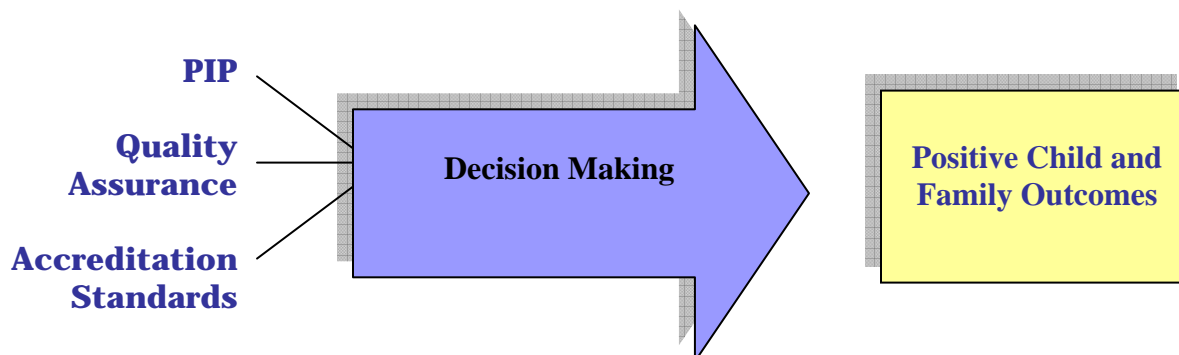 PIP
Quality
Assurance
Accreditation
Standards
Decision Making
Positive Child and
Family Outcomes